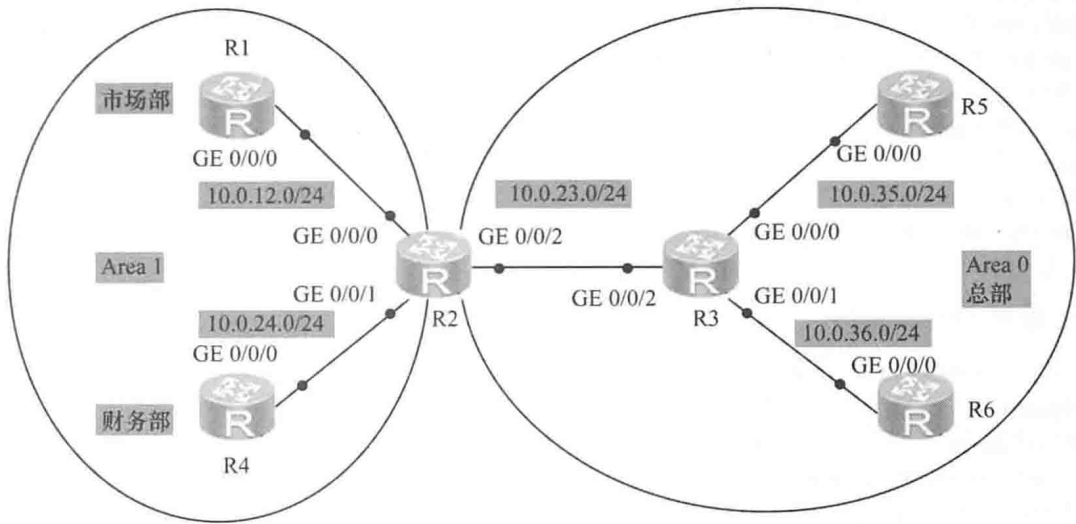 R1
市场部
R
GE 0/0/0
10.0.12.0/24
GE 0/0/0
Area 1
GE 0/0/1
10.0.24.0/24
GE 0/0/0
财务部
R
R4
10.0.23.0/24
GE 0/0/2
R
R2
GE 0/0/2
R
R3
GE 0/0/0
GE 0/0/1
R
R5
GE 0/0/0
10.0.35.0/24
Area 0
总部
10.0.36.0/24
GE 0/0/0
R
R6